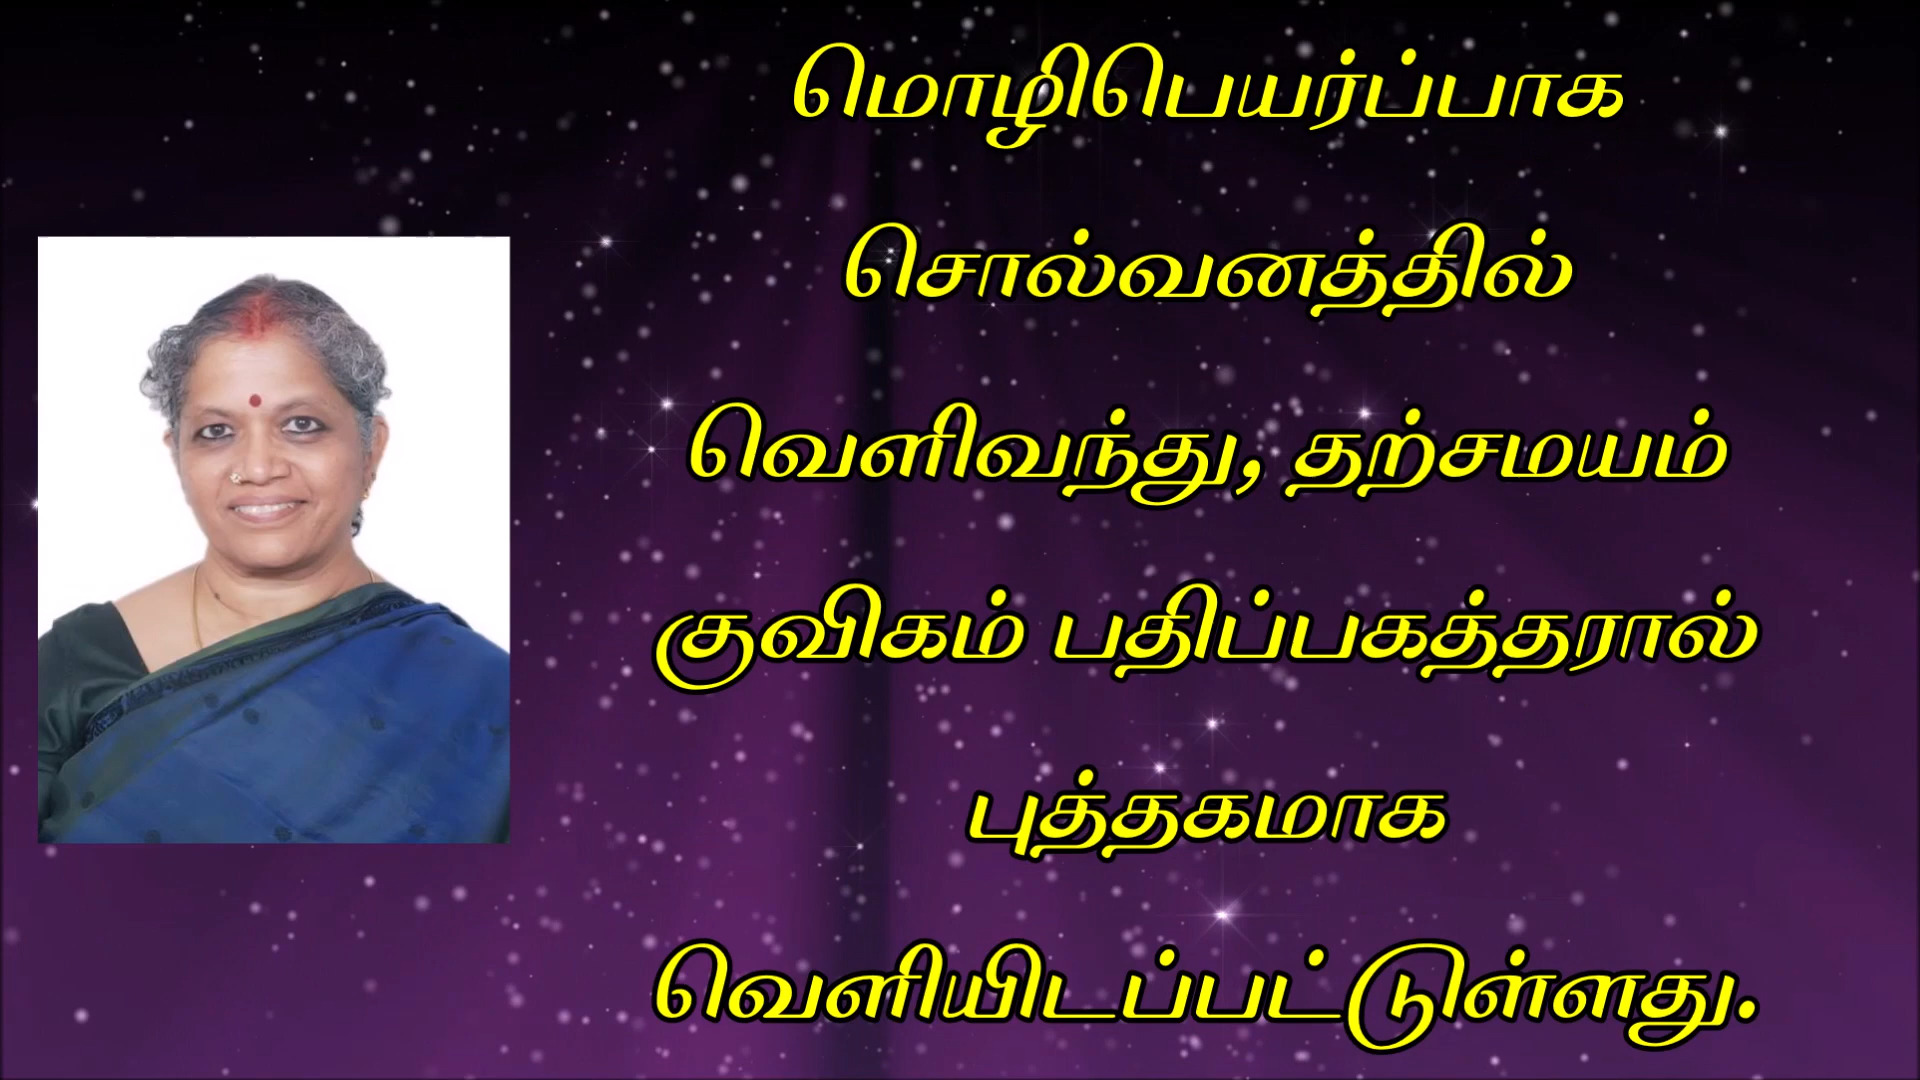 மொழிபெயர்ப்பாக
சொல்வனத்தில்
வெளிவந்து, தற்சமயம்
குவிகம் பதிப்பகத்தரால்
புத்தகமாக
வெளியிடப்பட்டுள்ளது.